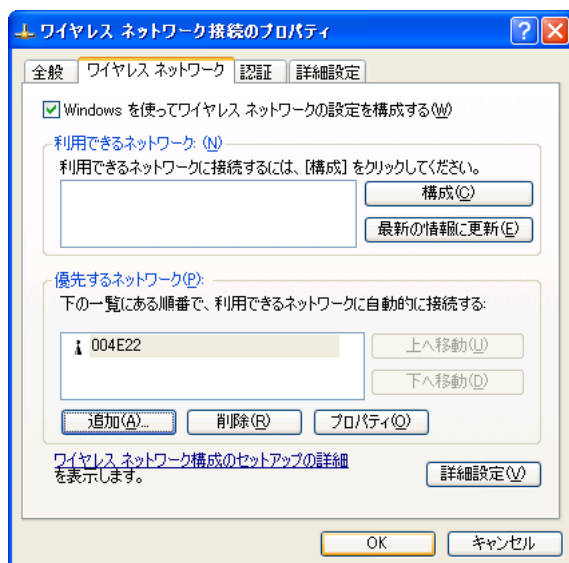 ワイヤレス ネットワーク接続のプロパティ
全般 ワイヤレス ネットワーク 認証 詳細設定
Windows を使ってワイヤレス ネットワークの設定を構成する(W)
利用できるネットワーク: (N)
利用できるネットワークに接続するには、[構成] をクリックしてください。
構成(C)
最新の情報に更新(E)
優先するネットワーク(P):
下の一覧にある順番で、利用できるネットワークに自動的に接続する:
004E22
上へ移動(U)
下へ移動(D)
追加(A)... 削除(R) プロパティ(O)
ワイヤレス ネットワーク構成のセットアップの詳細
を表示します。
詳細設定(V)
OK キャンセル